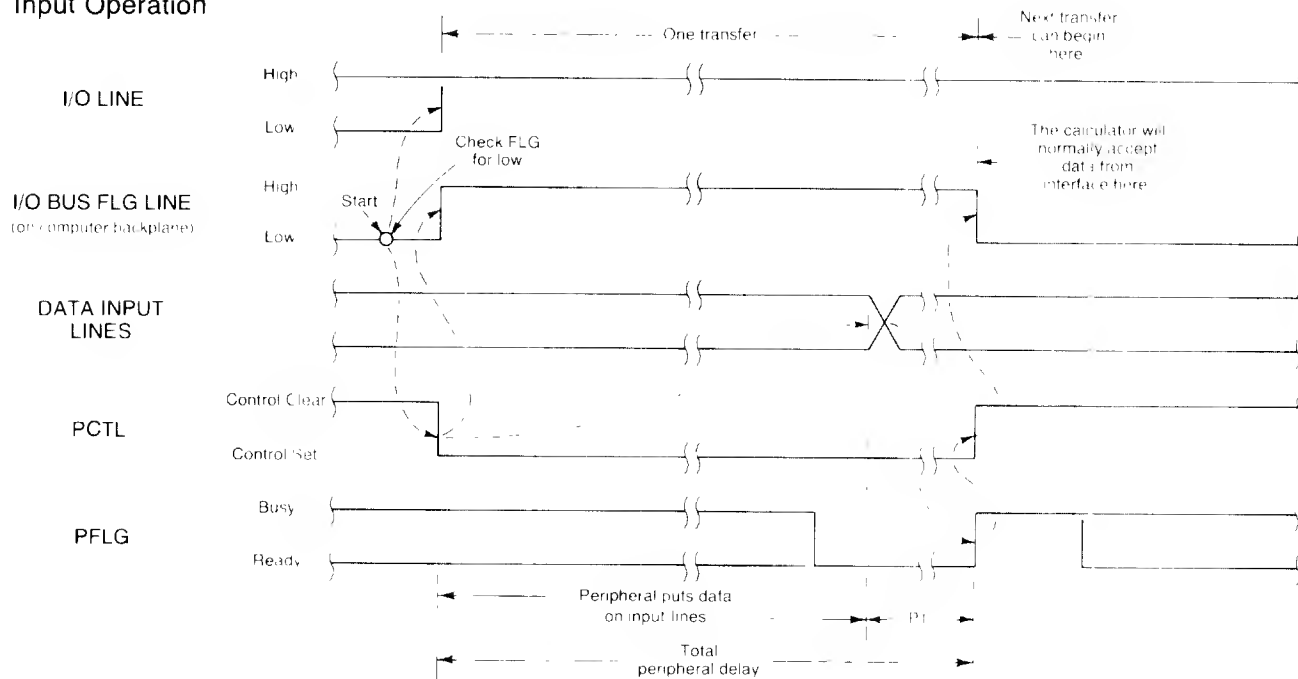 Input Operation
One transfer
Next transfer
can begin
here
I/O LINE
High
Low
Check FLG
for low
The calculator will
normally accept
data from
interface here
I/O BUS FLG LINE
(on computer backplane)
High
Start
Low
DATA INPUT
LINES
PCTL
Control Clear
Control Set
PFLG
Busy
Ready
Peripheral puts data
on input lines
Total
peripheral delay